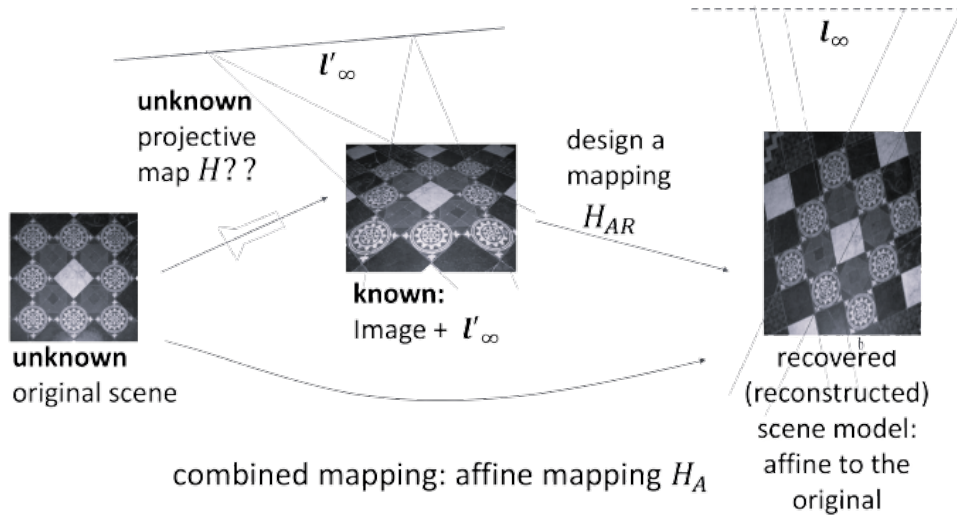 l′∞
l∞
unknown
projective
map H??
design a
mapping
H_AR
known:
Image + l′∞
unknown
original scene
recovered
(reconstructed)
scene model:
affine to the
original
combined mapping: affine mapping H_A